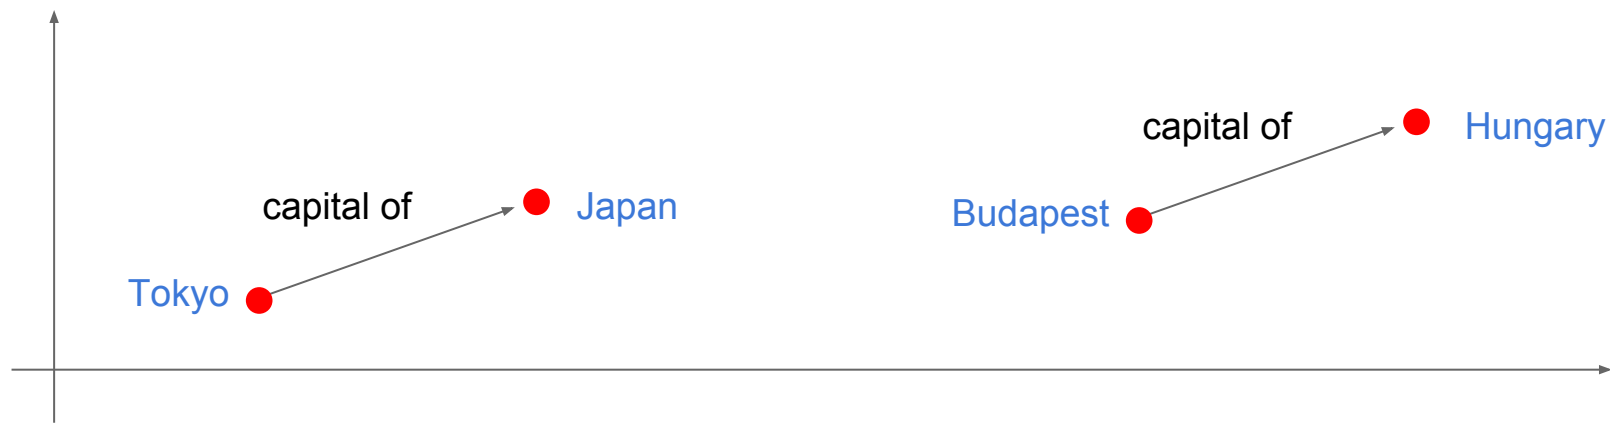 capital of
Hungary
capital of
Japan
Budapest
Tokyo